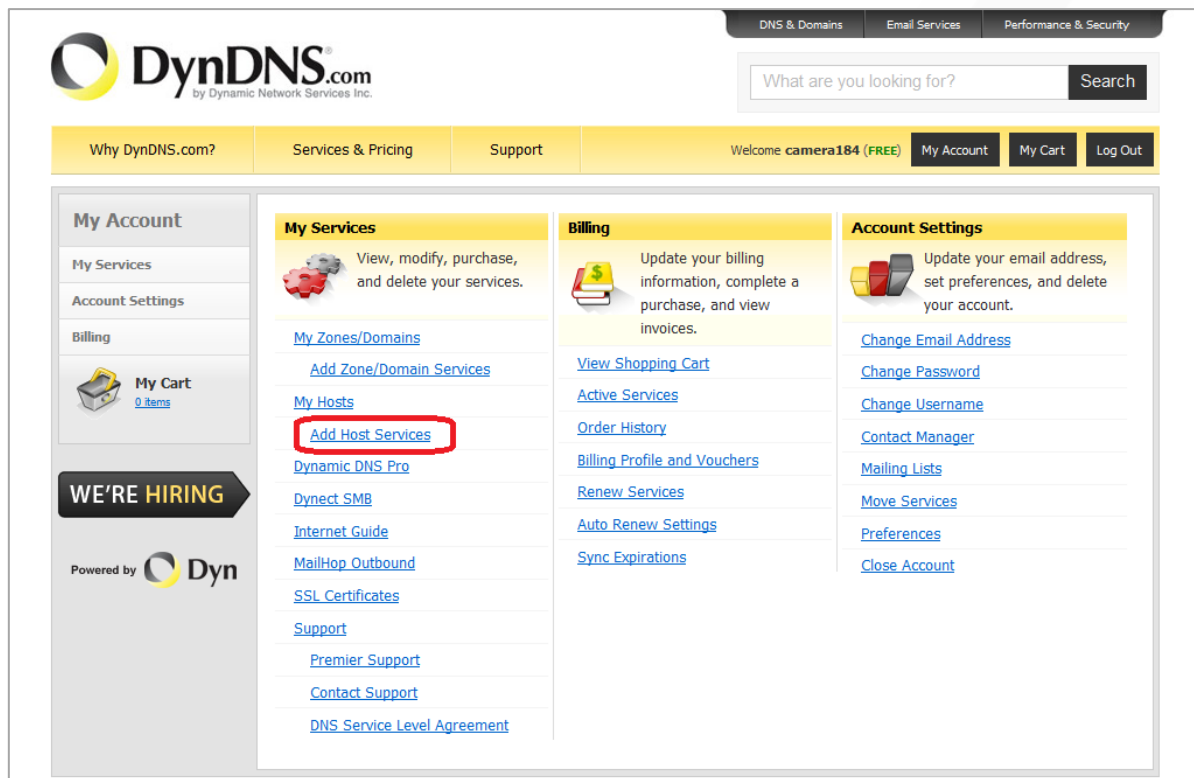 DNS & Domains
Email Services
Performance & Security
DynDNS.com
by Dynamic Network Services Inc.
What are you looking for?
Search
Why DynDNS.com?
Services & Pricing
Support
Welcome camera184 (FREE)
My Account
My Cart
Log Out
My Account
My Services
Account Settings
Billing
My Cart
0 items
WE'RE HIRING
Powered by Dyn
My Services
View, modify, purchase,
and delete your services.
My Zones/Domains
Add Zone/Domain Services
My Hosts
Add Host Services
Dynamic DNS Pro
Dynect SMB
Internet Guide
MailHop Outbound
SSL Certificates
Support
Premier Support
Contact Support
DNS Service Level Agreement
Billing
Update your billing
information, complete a
purchase, and view
invoices.
View Shopping Cart
Active Services
Order History
Billing Profile and Vouchers
Renew Services
Auto Renew Settings
Sync Expirations
Account Settings
Update your email address,
set preferences, and delete
your account.
Change Email Address
Change Password
Change Username
Contact Manager
Mailing Lists
Move Services
Preferences
Close Account